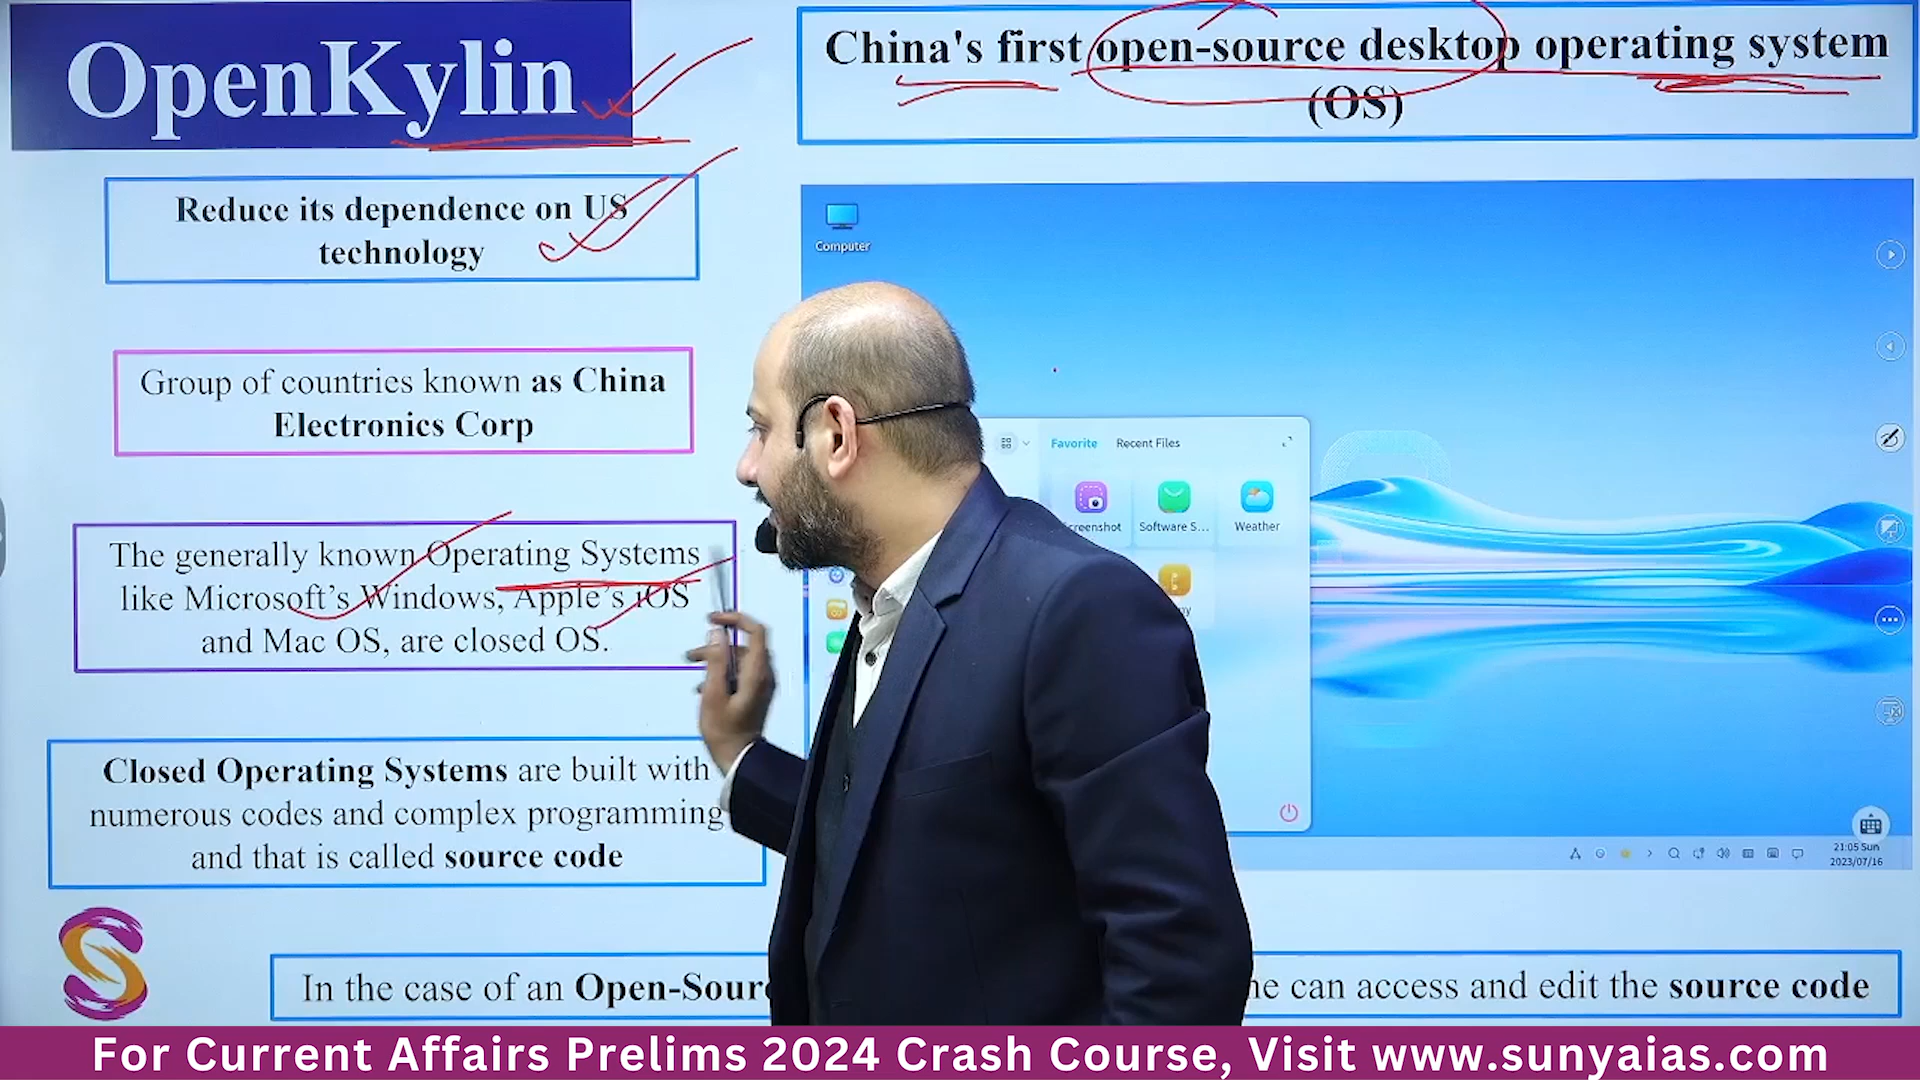 OpenKylin
China's first open-source desktop operating system
(OS)
Reduce its dependence on US
technology
Computer
Group of countries known as China
Electronics Corp
Favorite Recent Files
Screenshot Software S... Weather
The generally known Operating Systems
like Microsoft's Windows, Apple's iOS
and Mac OS, are closed OS.
Closed Operating Systems are built with
numerous codes and complex programming
and that is called source code
21:05 Sun
2023/07/16
In the case of an can access and edit the source code
For Current Affairs Prelims 2024 Crash Course, Visit www.sunyaias.com